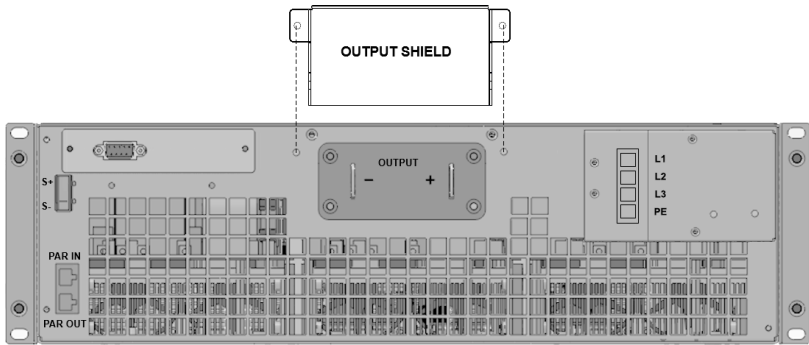 OUTPUT SHIELD
OUTPUT
- +
S+
S-
L1
L2
L3
PE
PAR IN
PAR OUT